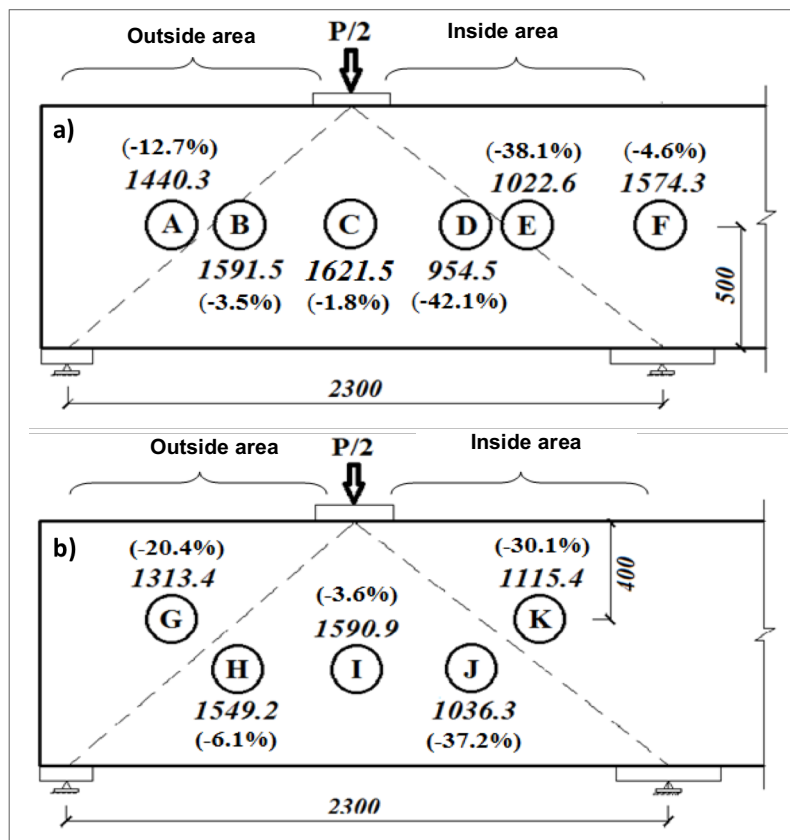 P/2
Outside area
Inside area
a)
(-12.7%)
1440.3
(-38.1%)
1022.6
(-4.6%)
1574.3
A
B
C
D
E
F
1591.5
(-3.5%)
1621.5
(-1.8%)
954.5
(-42.1%)
500
2300
P/2
Outside area
Inside area
b)
(-20.4%)
1313.4
(-3.6%)
1590.9
(-30.1%)
1115.4
400
G
K
H
I
J
1549.2
(-6.1%)
1036.3
(-37.2%)
2300